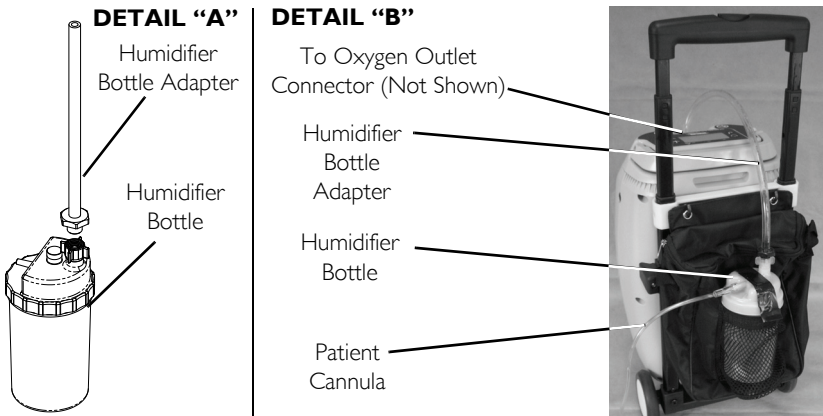 DETAIL “A”
Humidifier
Bottle Adapter
Humidifier
Bottle
DETAIL “B”
To Oxygen Outlet
Connector (Not Shown)
Humidifier
Bottle
Adapter
Humidifier
Bottle
Patient
Cannula